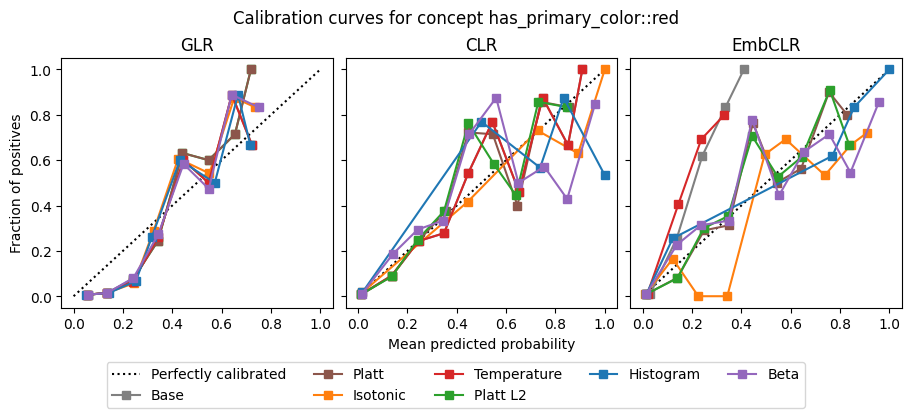 Calibration curves for concept has_primary_color::red
GLR
CLR
EmbCLR
Fraction of positives
1.0
0.8
0.6
0.4
0.2
0.0
0.0 0.2 0.4 0.6 0.8 1.0
0.0 0.2 0.4 0.6 0.8 1.0
0.0 0.2 0.4 0.6 0.8 1.0
Mean predicted probability
Perfectly calibrated
Base
Platt
Isotonic
Temperature
Platt L2
Histogram
Beta